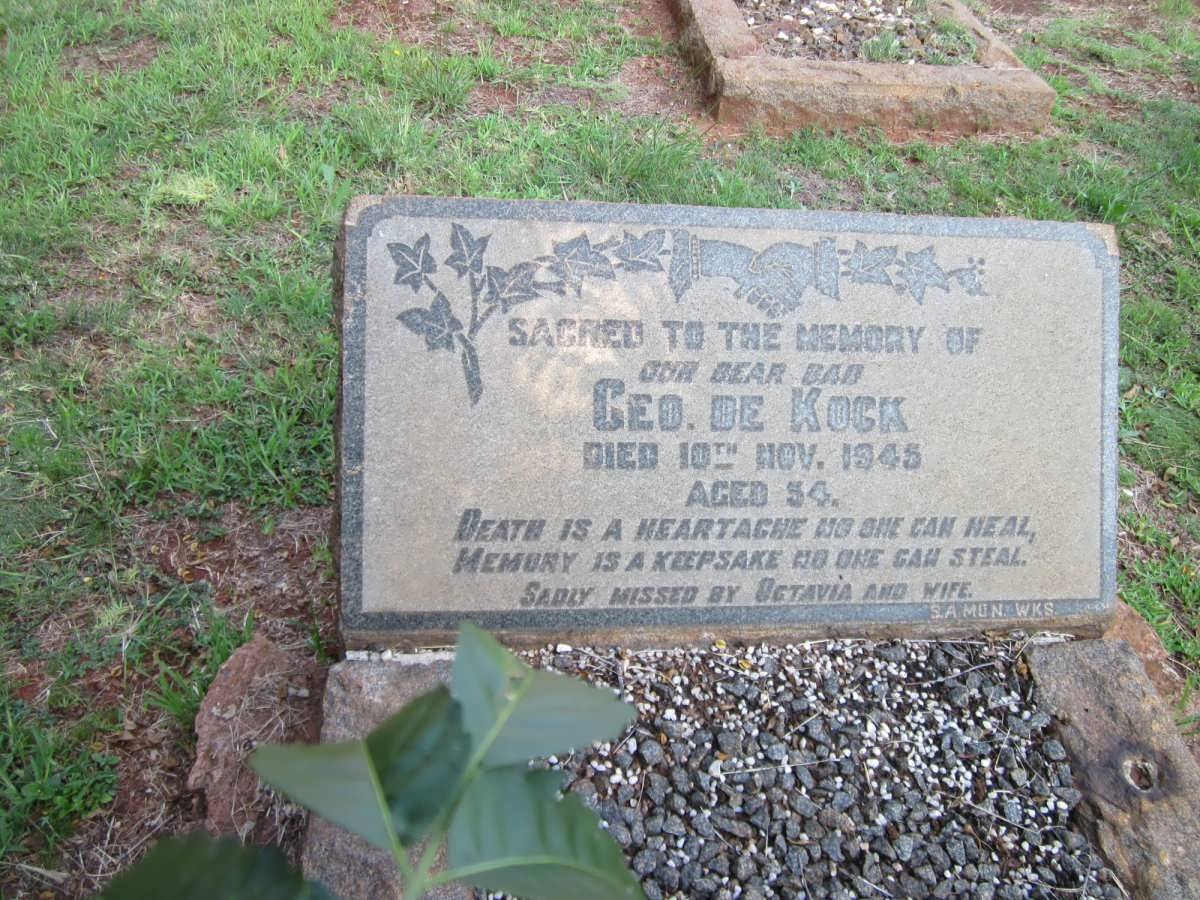 SACRED TO THE MEMORY OF
OUR DEAR DAD
GEO. DE KOCK
DIED 10TH NOV. 1945
AGED 54.
DEATH IS A HEARTACHE NO ONE CAN HEAL,
MEMORY IS A KEEPSAKE NO ONE CAN STEAL.
SADLY MISSED BY OCTAVIA AND WIFE.
S.A. MON. WKS.